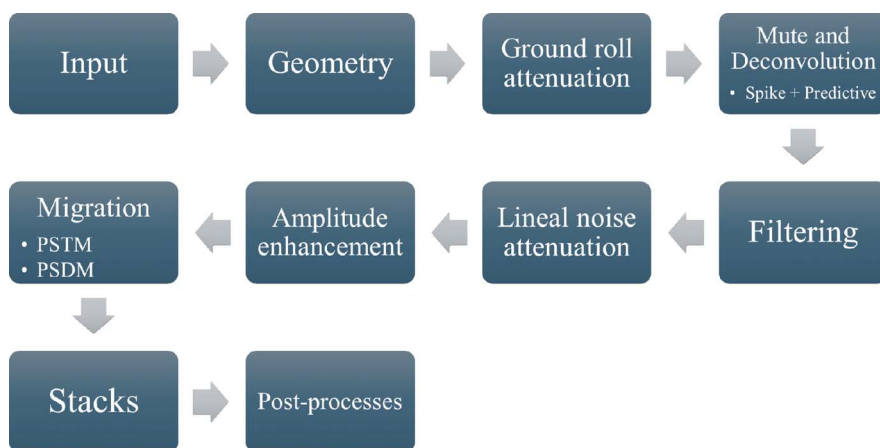 Input
Geometry
Ground roll
attenuation
Mute and
Deconvolution
• Spike + Predictive
Filtering
Lineal noise
attenuation
Amplitude
enhancement
Migration
• PSTM
• PSDM
Stacks
Post-processes